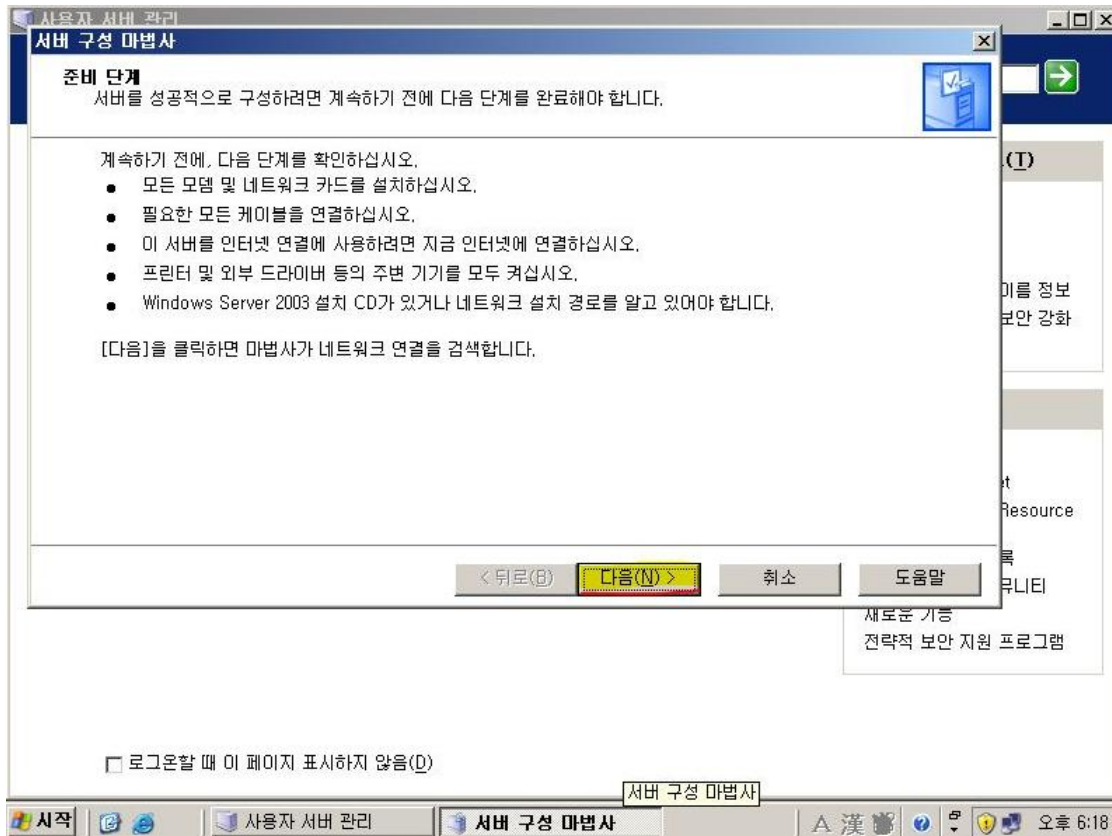 사용자 서버 관리
서버 구성 마법사
준비 단계
서버를 성공적으로 구성하려면 계속하기 전에 다음 단계를 완료해야 합니다.
(T)
계속하기 전에, 다음 단계를 확인하십시오.
● 모든 모뎀 및 네트워크 카드를 설치하십시오.
● 필요한 모든 케이블을 연결하십시오.
● 이 서버를 인터넷 연결에 사용하려면 지금 인터넷에 연결하십시오.
● 프린터 및 외부 드라이버 등의 주변 기기를 모두 켜십시오.
● Windows Server 2003 설치 CD가 있거나 네트워크 설치 경로를 알고 있어야 합니다.
이름 정보
보안 강화
[다음]을 클릭하면 마법사가 네트워크 연결을 검색합니다.
Resource
< 뒤로(B) 다음(N) > 취소 도움말
새로운 기능
전략적 보안 지원 프로그램
로그온할 때 이 페이지 표시하지 않음(D)
서버 구성 마법사
시작 사용자 서버 관리 서버 구성 마법사 A 漢 오후 6:18